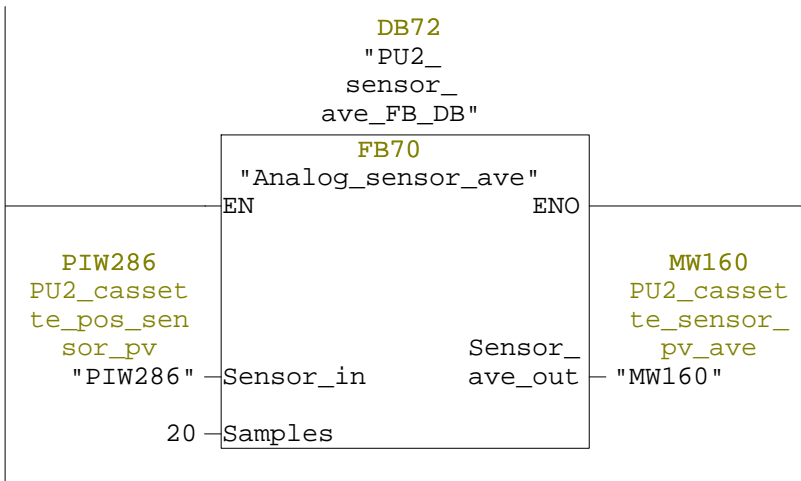 DB72
"PU2_
sensor_
ave_FB_DB"
FB70
"Analog_sensor_ave"
EN ENO
PIW286
PU2_casset
te_pos_sen
sor_pv
"PIW286"
Sensor_in
MW160
PU2_casset
te_sensor_
pv_ave
Sensor_
ave_out
"MW160"
20
Samples